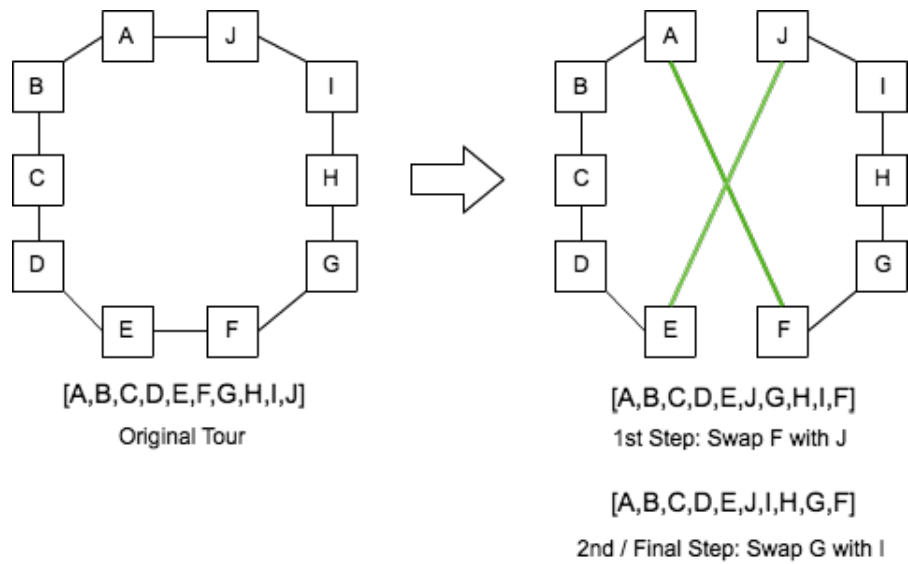 A J
B I
C H
D G
E F
[A,B,C,D,E,F,G,H,I,J]
Original Tour
A J
B I
C H
D G
E F
[A,B,C,D,E,J,G,H,I,F]
1st Step: Swap F with J
[A,B,C,D,E,J,I,H,G,F]
2nd / Final Step: Swap G with I